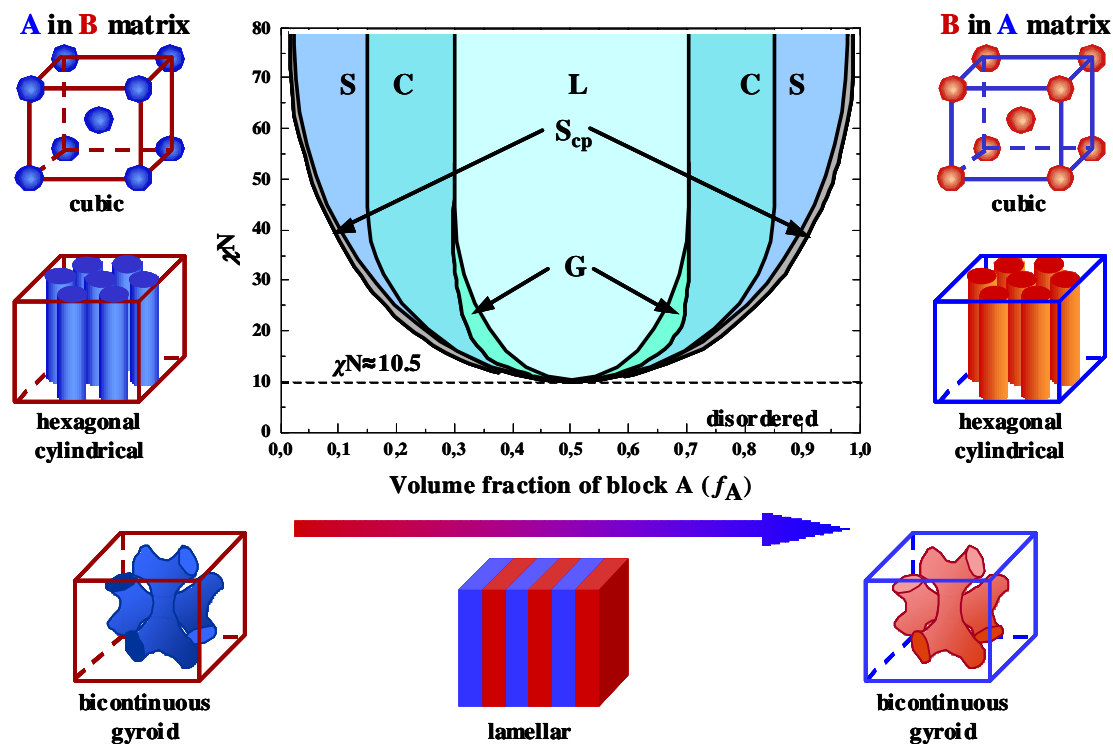 A in B matrix
B in A matrix
cubic
hexagonal
cylindrical
bicontinuous
gyroid
80
70
60
50
40
30
20
10
0
χN
S
C
L
C
S
Scp
G
χN≈10.5
disordered
0,0
0,1
0,2
0,3
0,4
0,5
0,6
0,7
0,8
0,9
1,0
Volume fraction of block A (fA)
lamellar
cubic
hexagonal
cylindrical
bicontinuous
gyroid